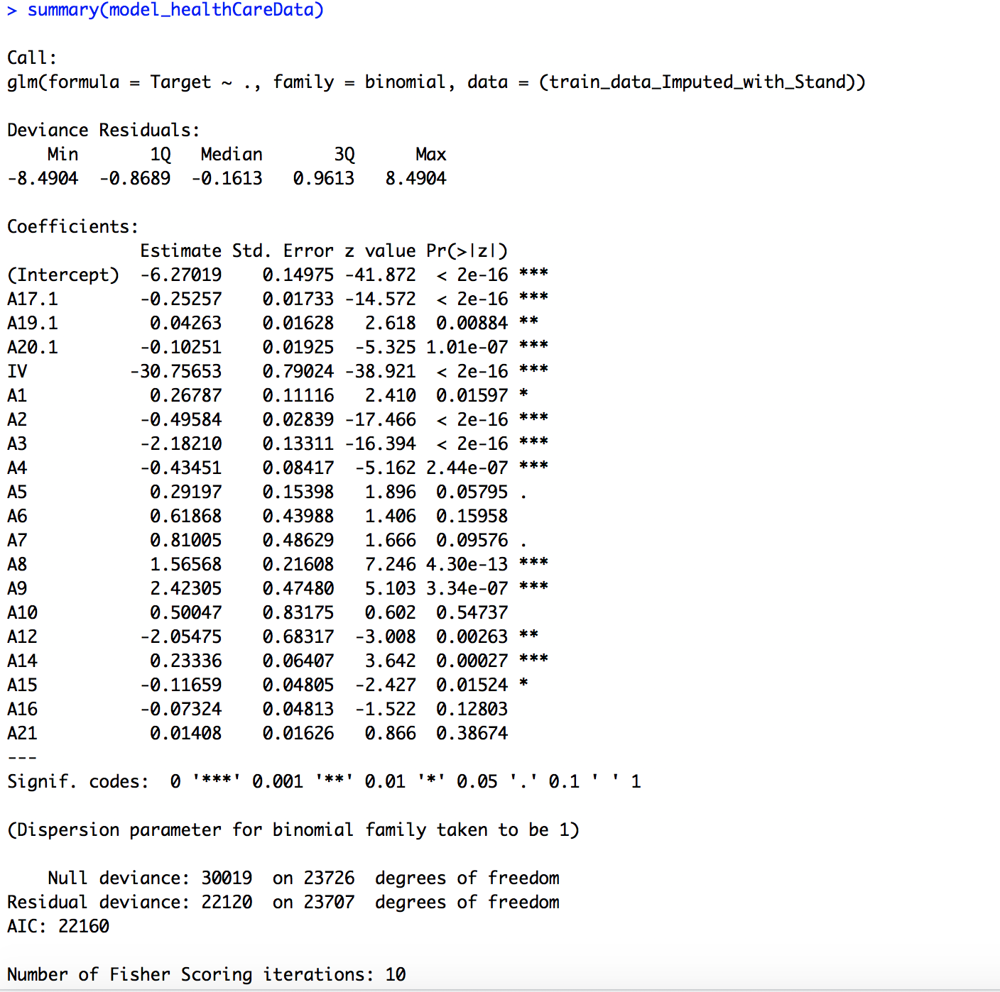 > summary(model_healthCareData)

Call:
glm(formula = Target ~ ., family = binomial, data = (train_data_Imputed_with_Stand))

Deviance Residuals:
    Min       1Q   Median       3Q      Max
-8.4904  -0.8689  -0.1613   0.9613   8.4904

Coefficients:
             Estimate Std. Error z value Pr(>|z|)
(Intercept)  -6.27019    0.14975 -41.872  < 2e-16 ***
A17.1        -0.25257    0.01733 -14.572  < 2e-16 ***
A19.1         0.04263    0.01628   2.618  0.00884 **
A20.1        -0.10251    0.01925  -5.325 1.01e-07 ***
IV          -30.75653    0.79024 -38.921  < 2e-16 ***
A1            0.26787    0.11116   2.410  0.01597 *
A2           -0.49584    0.02839 -17.466  < 2e-16 ***
A3           -2.18210    0.13311 -16.394  < 2e-16 ***
A4           -0.43451    0.08417  -5.162 2.44e-07 ***
A5            0.29197    0.15398   1.896  0.05795 .
A6            0.61868    0.43988   1.406  0.15958
A7            0.81005    0.48629   1.666  0.09576 .
A8            1.56568    0.21608   7.246 4.30e-13 ***
A9            2.42305    0.47480   5.103 3.34e-07 ***
A10           0.50047    0.83175   0.602  0.54737
A12          -2.05475    0.68317  -3.008  0.00263 **
A14           0.23336    0.06407   3.642  0.00027 ***
A15          -0.11659    0.04805  -2.427  0.01524 *
A16          -0.07324    0.04813  -1.522  0.12803
A21           0.01408    0.01626   0.866  0.38674
---
Signif. codes:  0 '***' 0.001 '**' 0.01 '*' 0.05 '.' 0.1 ' ' 1

(Dispersion parameter for binomial family taken to be 1)

    Null deviance: 30019  on 23726  degrees of freedom
Residual deviance: 22120  on 23707  degrees of freedom
AIC: 22160

Number of Fisher Scoring iterations: 10